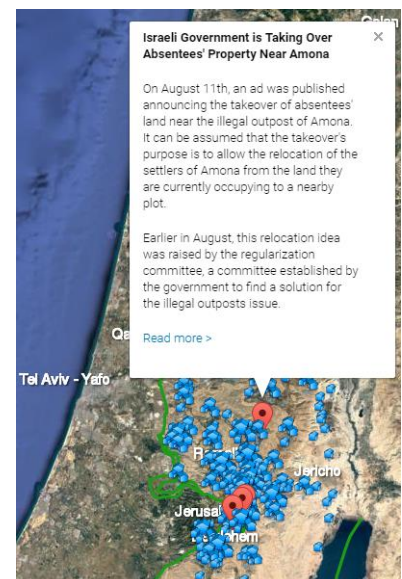 Israeli Government is Taking Over
Absentees' Property Near Amona
On August 11th, an ad was published
announcing the takeover of absentees'
land near the illegal outpost of Amona.
It can be assumed that the takeover's
purpose is to allow the relocation of the
settlers of Amona from the land they
are currently occupying to a nearby
plot.
Earlier in August, this relocation idea
was raised by the regularization
committee, a committee established by
the government to find a solution for
the illegal outposts issue.
Read more >
Tel Aviv - Yafo
Jericho